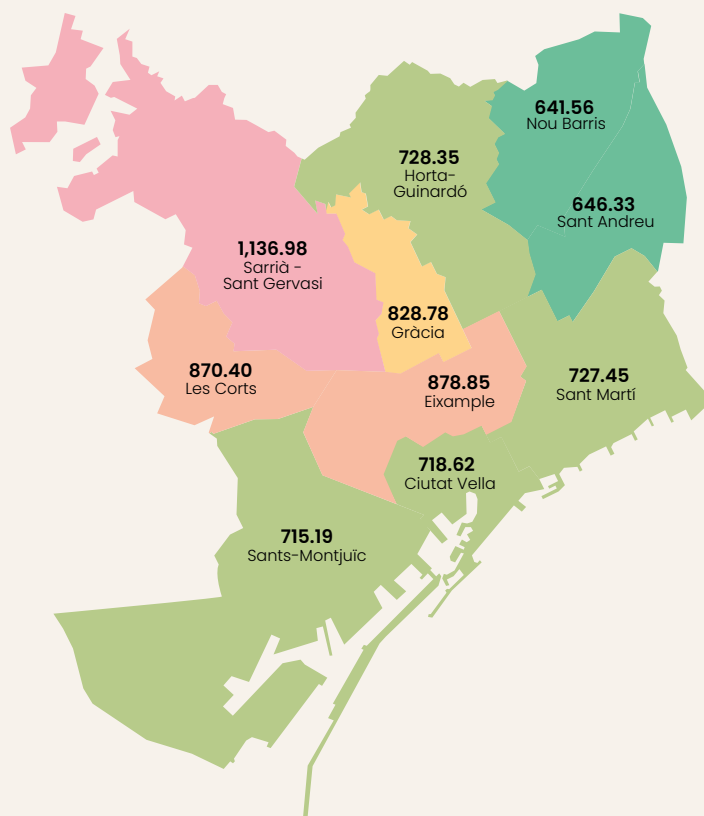 641.56
Nou Barris
728.35
Horta-
Guinardó
646.33
Sant Andreu
1,136.98
Sarrià -
Sant Gervasi
828.78
Gràcia
870.40
Les Corts
878.85
Eixample
727.45
Sant Martí
718.62
Ciutat Vella
715.19
Sants-Montjuïc